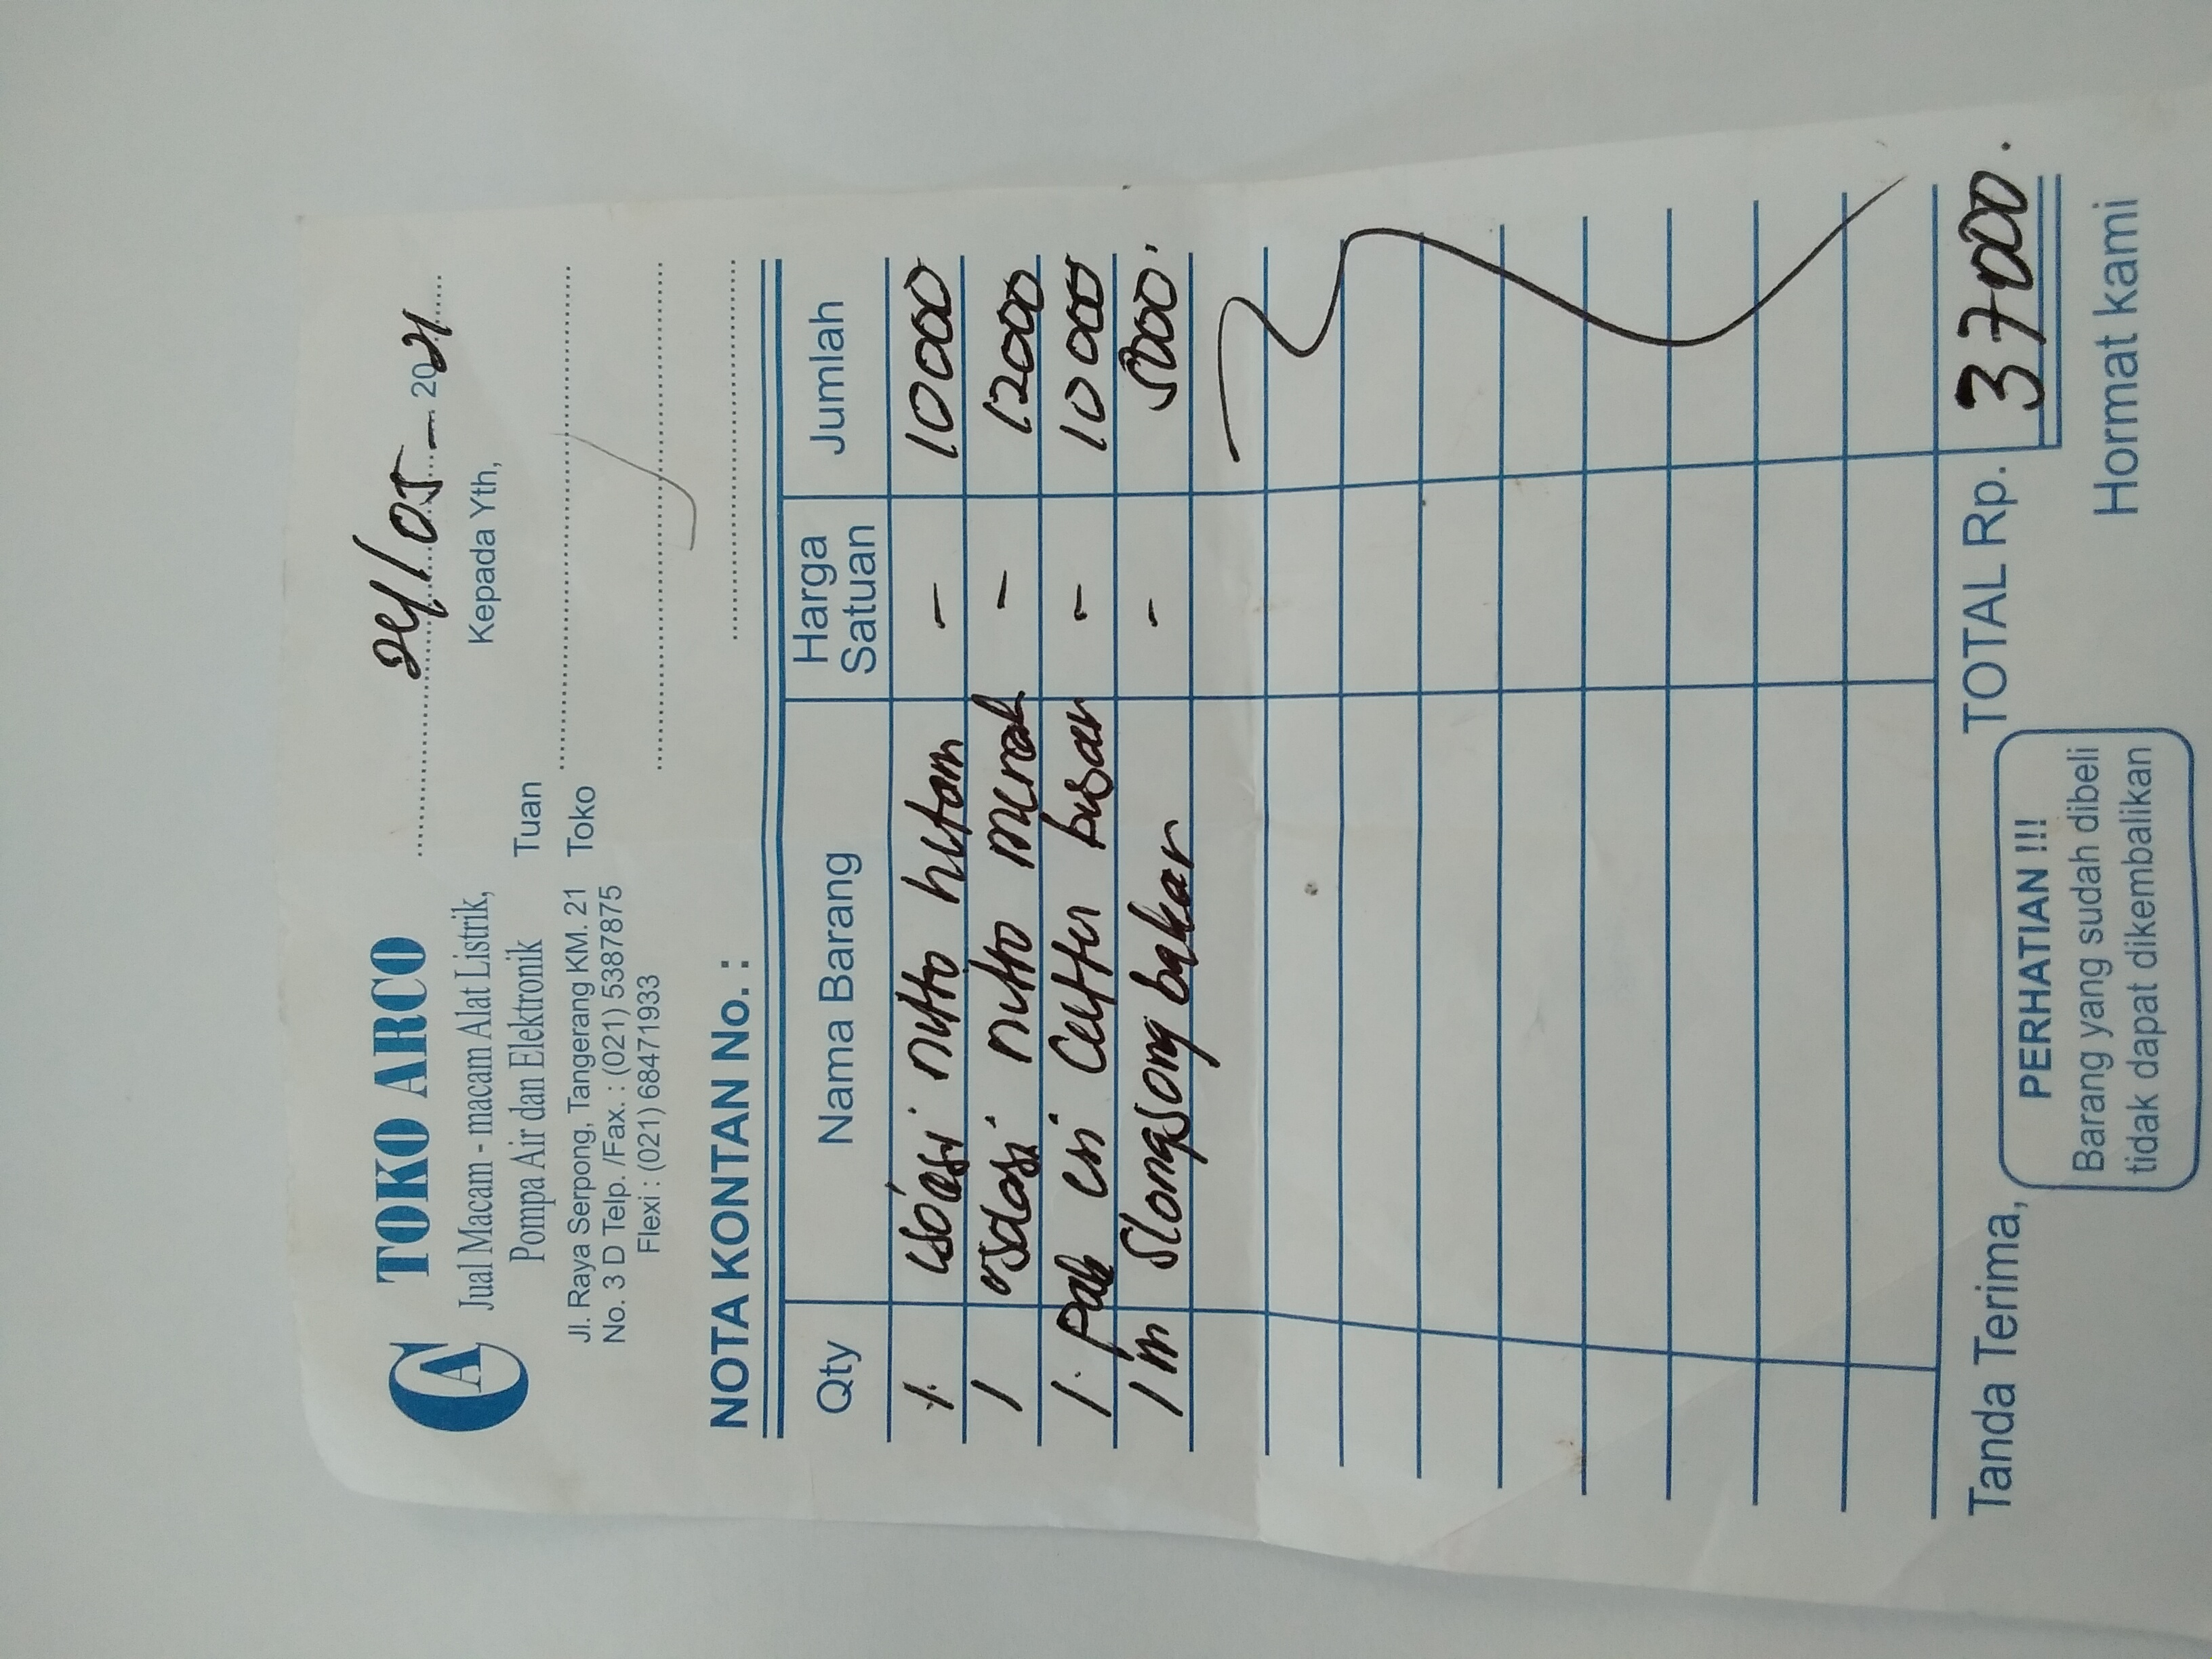 CA TOKO ARCO
Jual Macam - macam Alat Listrik,
Pompa Air dan Elektronik
Jl. Raya Serpong, Tangerang KM. 21
No. 3 D Telp. /Fax. : (021) 5387875
Flexi : (021) 68471933
24/05 - 2021
Kepada Yth,
Tuan
Toko
NOTA KONTAN No. :
Qty Nama Barang Harga Satuan Jumlah
1. nitto hitam - 10000
1 nitto merah - 12000
1. Pak isi Cutter besar - 10000
1 m Slongsong bakar - 5000.
TOTAL Rp. 37000.
Tanda Terima,
PERHATIAN !!!
Barang yang sudah dibeli
tidak dapat dikembalikan
Hormat kami